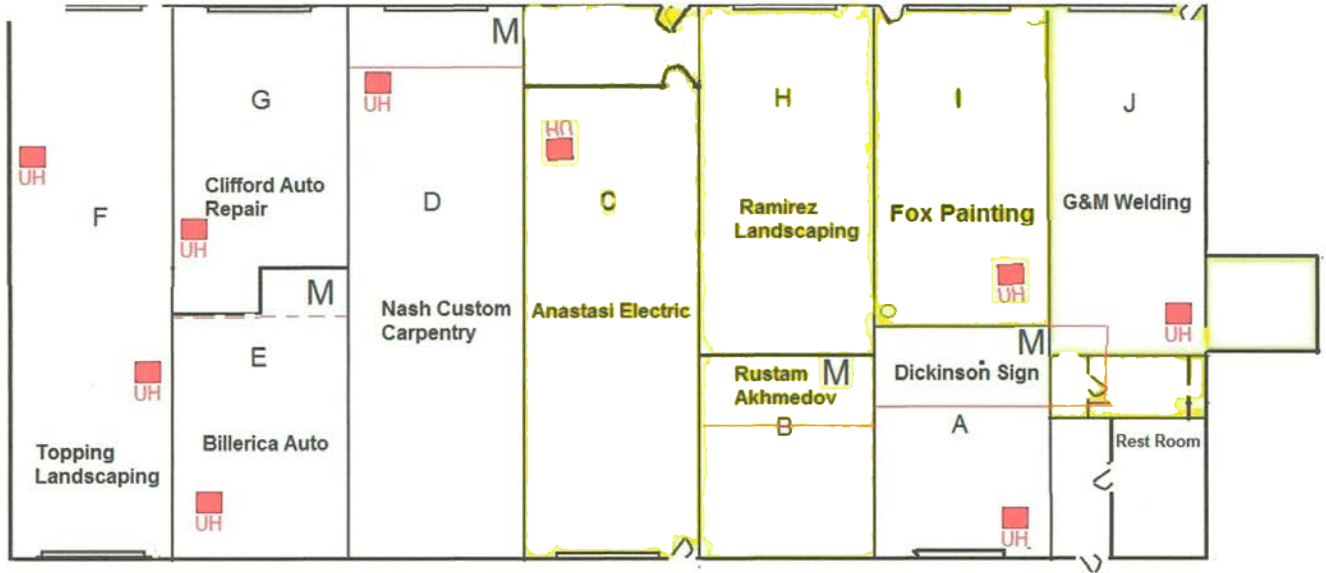 M
G
UH
H
I
J
UH
UH
Clifford Auto
Repair
F
D
C
Ramirez
Landscaping
Fox Painting
G&M Welding
UH
M
UH
Nash Custom
Carpentry
Anastasi Electric
UH
M
E
Rustam
Akhmedov
M
Dickinson Sign
UH
B
A
Billerica Auto
Rest Room
Topping
Landscaping
UH
UH